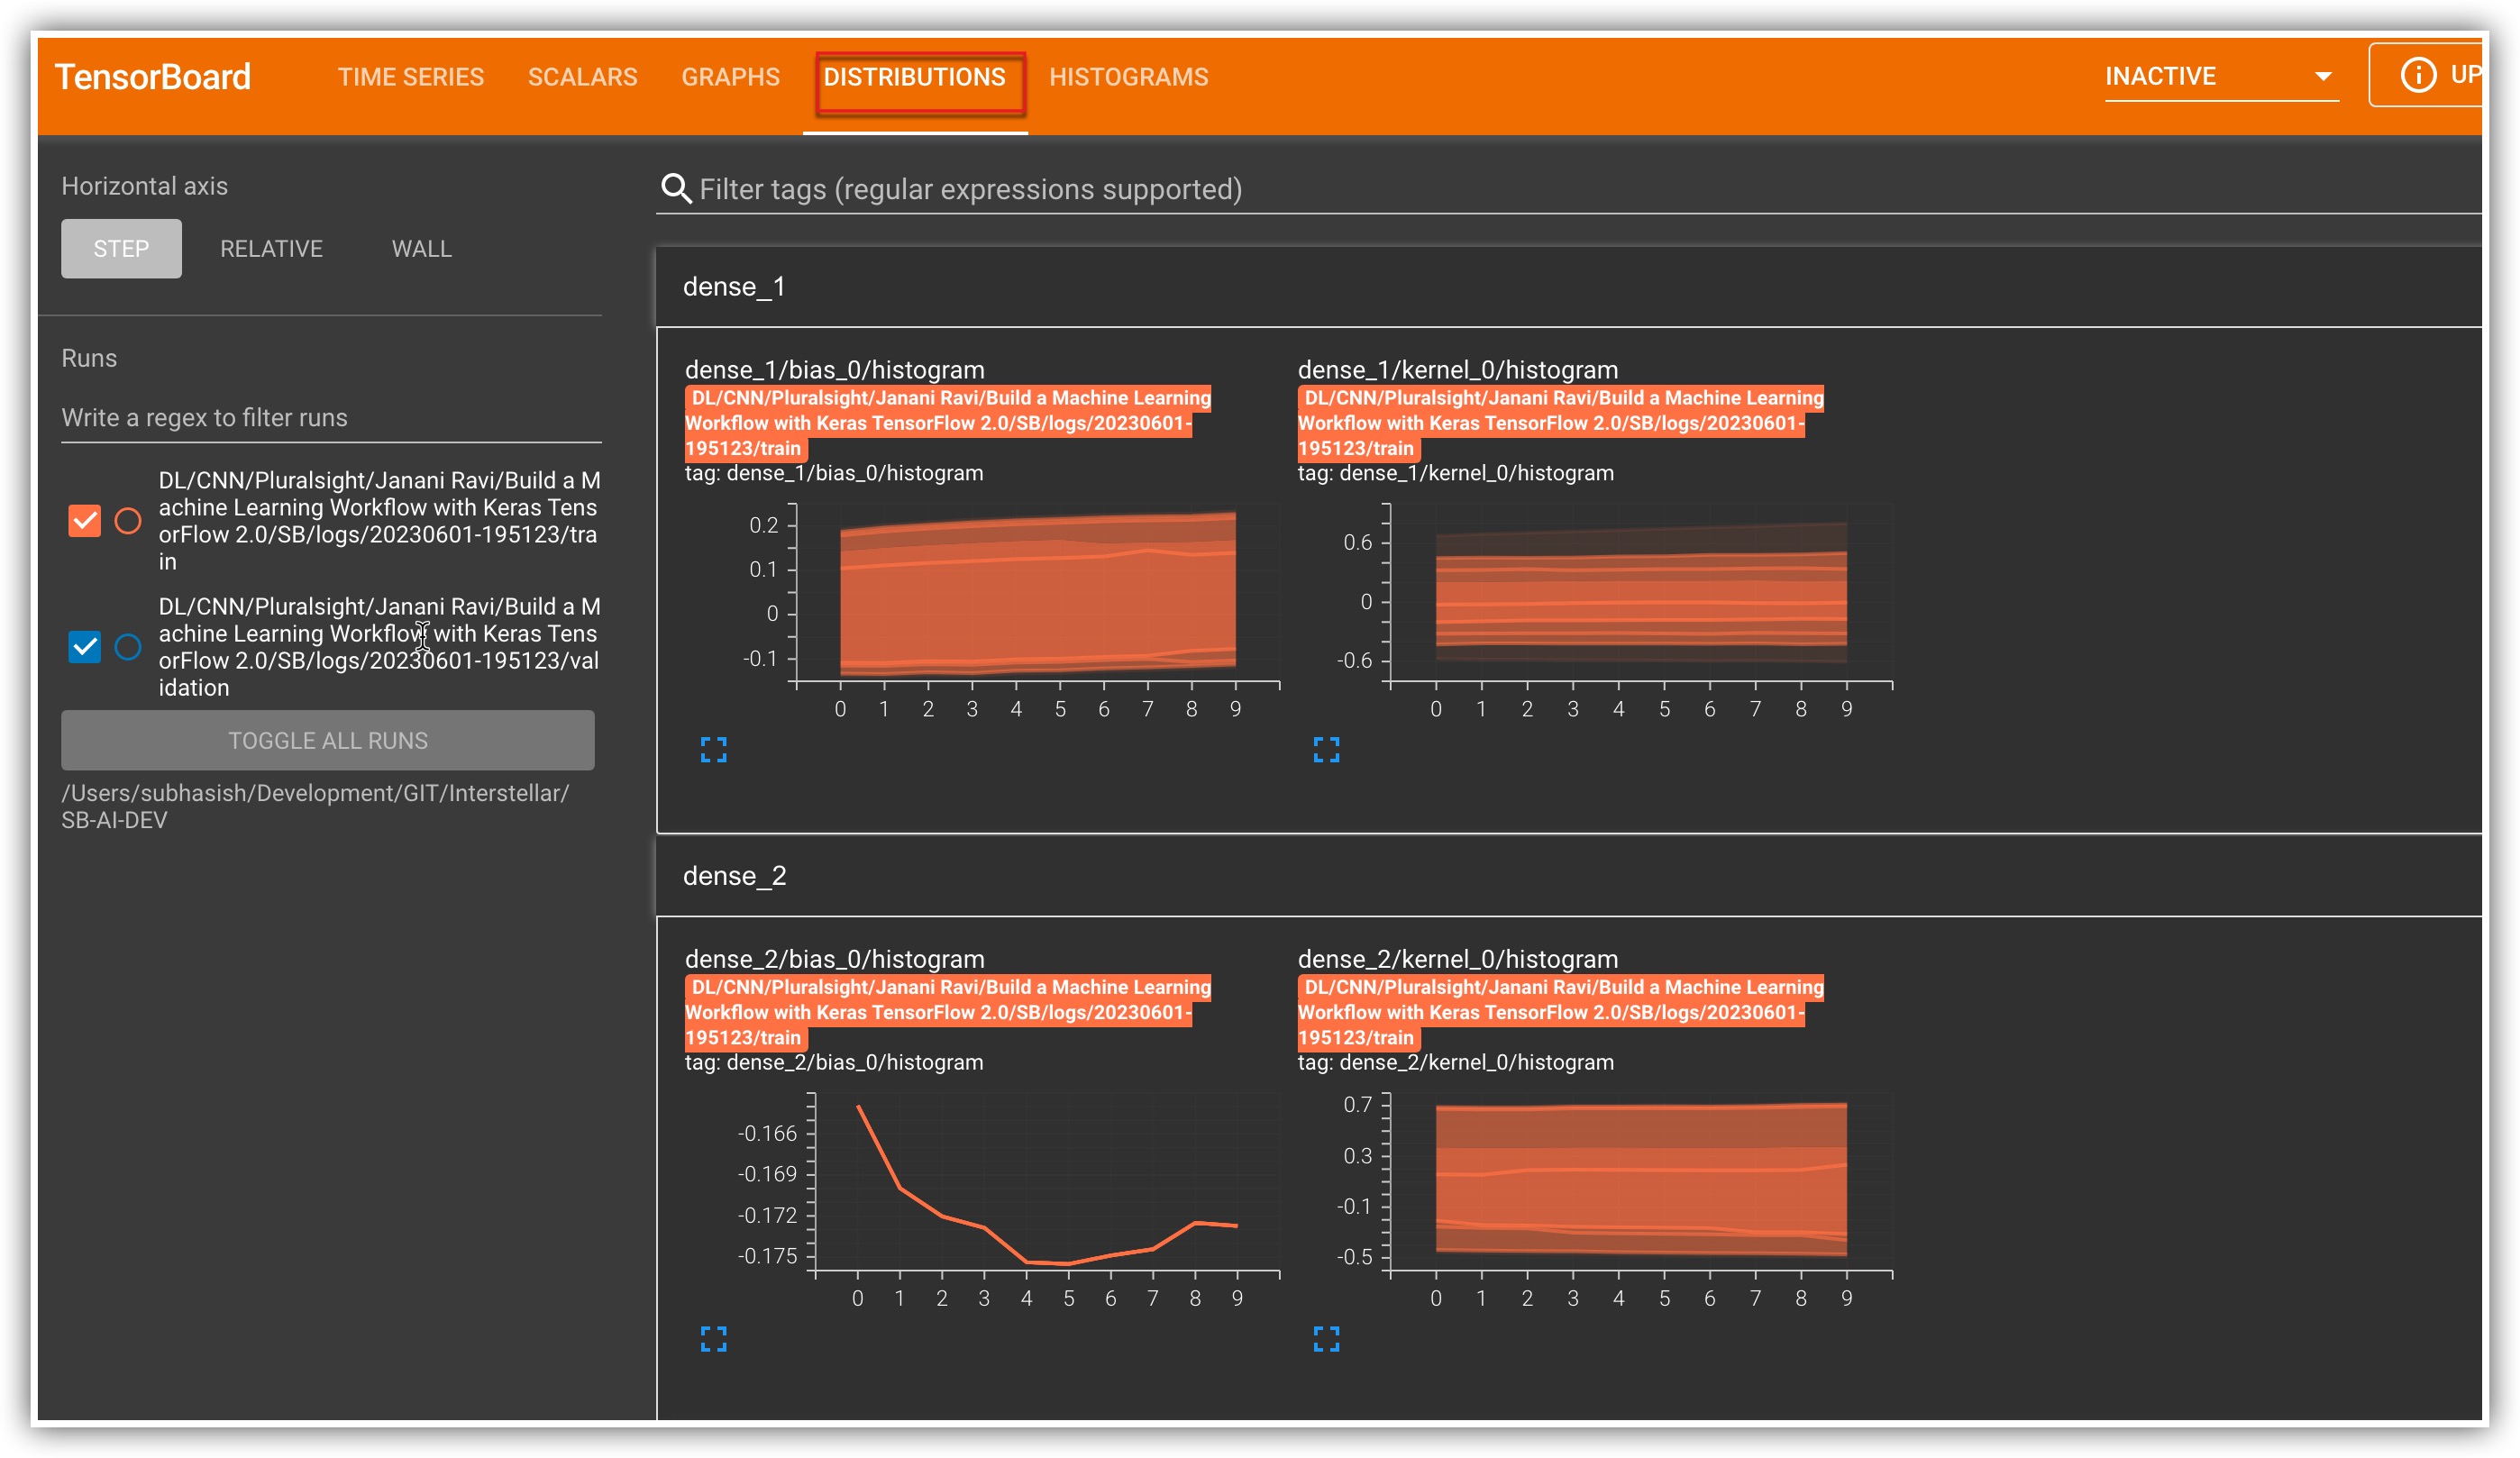 TensorBoard
TIME SERIES
SCALARS
GRAPHS
DISTRIBUTIONS
HISTOGRAMS
INACTIVE
UP
Horizontal axis
STEP
RELATIVE
WALL
Runs
Write a regex to filter runs
DL/CNN/Pluralsight/Janani Ravi/Build a M
achine Learning Workflow with Keras Tens
orFlow 2.0/SB/logs/20230601-195123/tra
in
DL/CNN/Pluralsight/Janani Ravi/Build a M
achine Learning Workflow with Keras Tens
orFlow 2.0/SB/logs/20230601-195123/val
idation
TOGGLE ALL RUNS
/Users/subhasish/Development/GIT/Interstellar/
SB-AI-DEV
Filter tags (regular expressions supported)
dense_1
dense_1/bias_0/histogram
DL/CNN/Pluralsight/Janani Ravi/Build a Machine Learning
Workflow with Keras TensorFlow 2.0/SB/logs/20230601-
195123/train
tag: dense_1/bias_0/histogram
0.2
0.1
0
-0.1
0 1 2 3 4 5 6 7 8 9
dense_1/kernel_0/histogram
DL/CNN/Pluralsight/Janani Ravi/Build a Machine Learning
Workflow with Keras TensorFlow 2.0/SB/logs/20230601-
195123/train
tag: dense_1/kernel_0/histogram
0.6
0
-0.6
0 1 2 3 4 5 6 7 8 9
dense_2
dense_2/bias_0/histogram
DL/CNN/Pluralsight/Janani Ravi/Build a Machine Learning
Workflow with Keras TensorFlow 2.0/SB/logs/20230601-
195123/train
tag: dense_2/bias_0/histogram
-0.166
-0.169
-0.172
-0.175
0 1 2 3 4 5 6 7 8 9
dense_2/kernel_0/histogram
DL/CNN/Pluralsight/Janani Ravi/Build a Machine Learning
Workflow with Keras TensorFlow 2.0/SB/logs/20230601-
195123/train
tag: dense_2/kernel_0/histogram
0.7
0.3
-0.1
-0.5
0 1 2 3 4 5 6 7 8 9